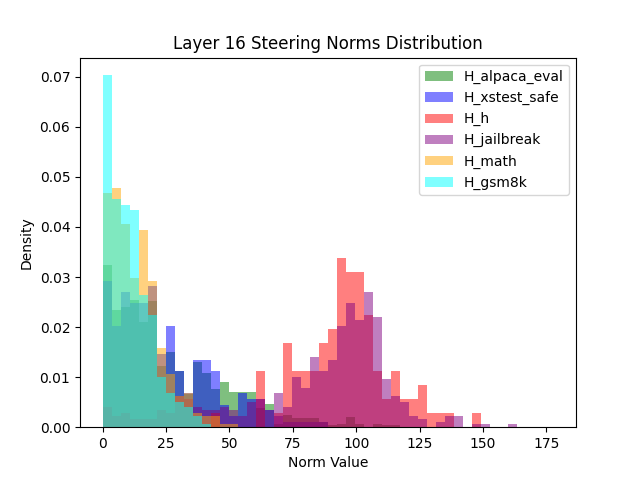 Layer 16 Steering Norms Distribution
Density
0.07
0.06
0.05
0.04
0.03
0.02
0.01
0.00
H_alpaca_eval
H_xstest_safe
H_h
H_jailbreak
H_math
H_gsm8k
0 25 50 75 100 125 150 175
Norm Value